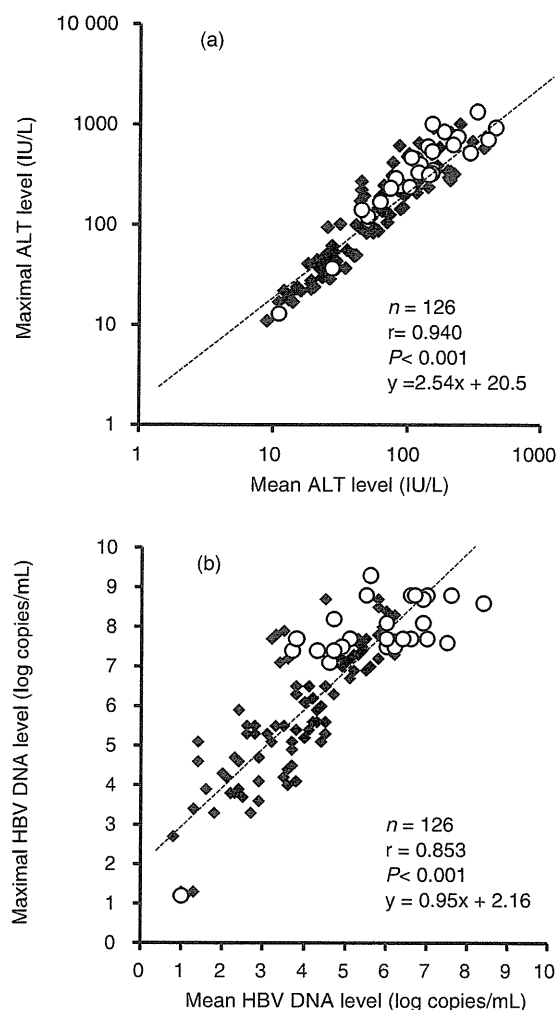 (a)
10 000
1000
100
10
1
Maximal ALT level (IU/L)
n = 126
r= 0.940
P< 0.001
y =2.54x + 20.5
1 10 100 1000
Mean ALT level (IU/L)
(b)
10
9
8
7
6
5
4
3
2
1
0
Maximal HBV DNA level (log copies/mL)
n = 126
r = 0.853
P< 0.001
y = 0.95x + 2.16
0 1 2 3 4 5 6 7 8 9 10
Mean HBV DNA level (log copies/mL)